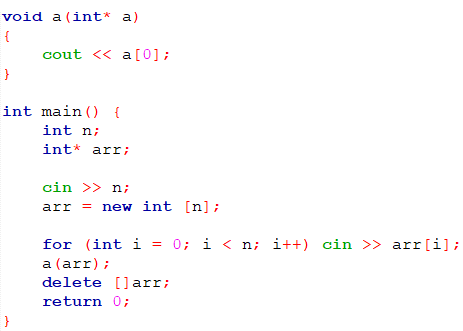 void a(int* a)
{
    cout << a[0];
}

int main() {
    int n;
    int* arr;

    cin >> n;
    arr = new int [n];

    for (int i = 0; i < n; i++) cin >> arr[i];
    a(arr);
    delete []arr;
    return 0;
}